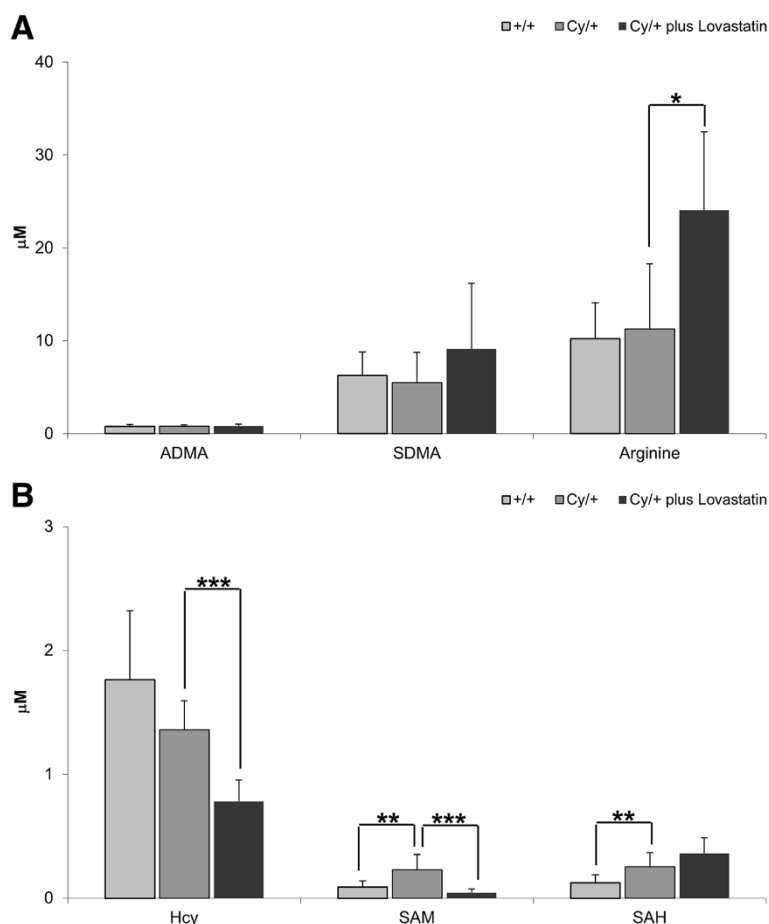 A
+/+ Cy/+ Cy/+ plus Lovastatin
40
30
20
10
0
µM
*
ADMA SDMA Arginine
B
+/+ Cy/+ Cy/+ plus Lovastatin
3
2
1
0
µM
***
** *** **
Hcy SAM SAH